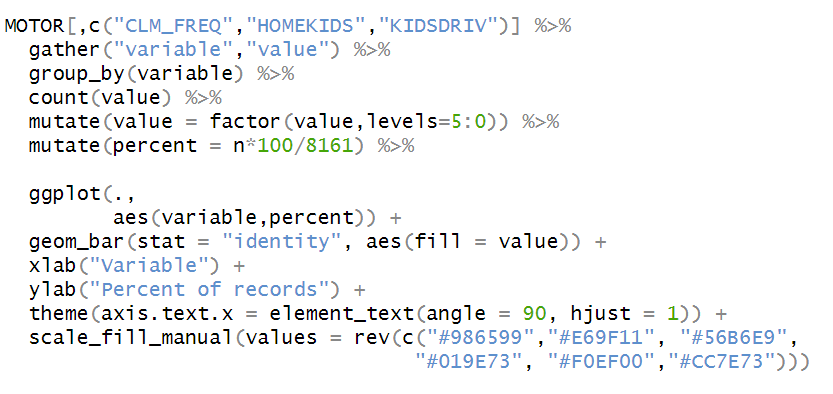 MOTOR[,c("CLM_FREQ","HOMEKIDS","KIDSDRIV")] %>%
  gather("variable","value") %>%
  group_by(variable) %>%
  count(value) %>%
  mutate(value = factor(value,levels=5:0)) %>%
  mutate(percent = n*100/8161) %>%

  ggplot(.,
         aes(variable,percent)) +
  geom_bar(stat = "identity", aes(fill = value)) +
  xlab("Variable") +
  ylab("Percent of records") +
  theme(axis.text.x = element_text(angle = 90, hjust = 1)) +
  scale_fill_manual(values = rev(c("#986599","#E69F11", "#56B6E9",
                                   "#019E73", "#F0EF00","#CC7E73")))